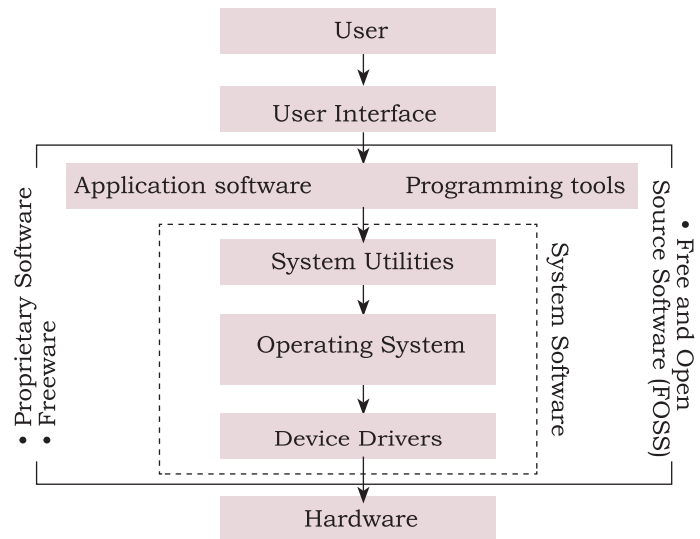 User
User Interface
Application software
Programming tools
System Utilities
Operating System
Device Drivers
System Software
Hardware
• Proprietary Software
• Freeware
• Free and Open
Source Software (FOSS)